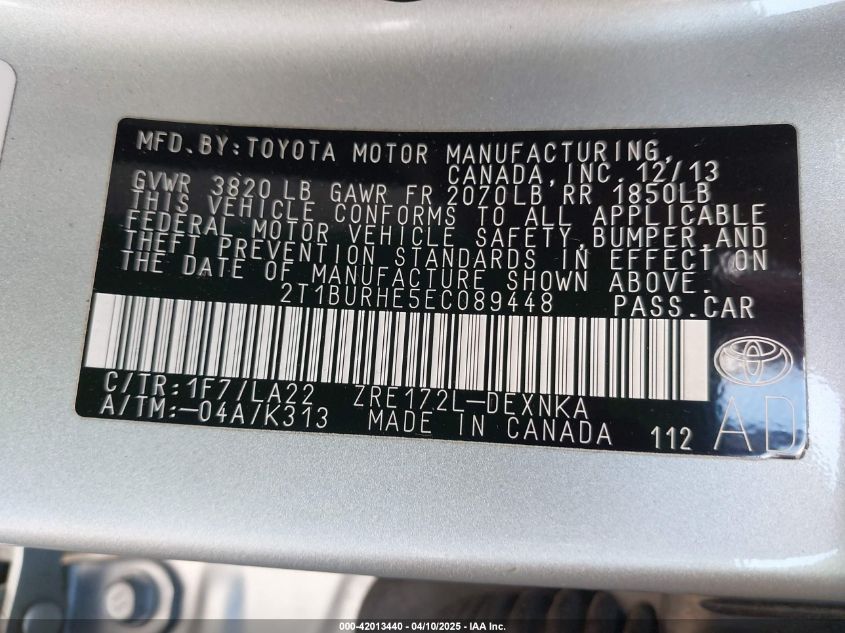 MFD.BY:TOYOTA MOTOR MANUFACTURING,
CANADA, INC. 12/13
GVWR 3820 LB GAWR FR 2070LB RR 1850LB
THIS VEHICLE CONFORMS TO ALL APPLICABLE
FEDERAL MOTOR VEHICLE SAFETY,BUMPER,AND
THEFT PREVENTION STANDARDS IN EFFECT ON
THE DATE OF MANUFACTURE SHOWN ABOVE.
2T1BURHE5EC089448 PASS.CAR
C/TR:1F7/LA22 ZRE172L-DEXNKA
A/TM:-04A/K313 MADE IN CANADA 112 AD
000-42013440 - 04/10/2025 - IAA Inc.